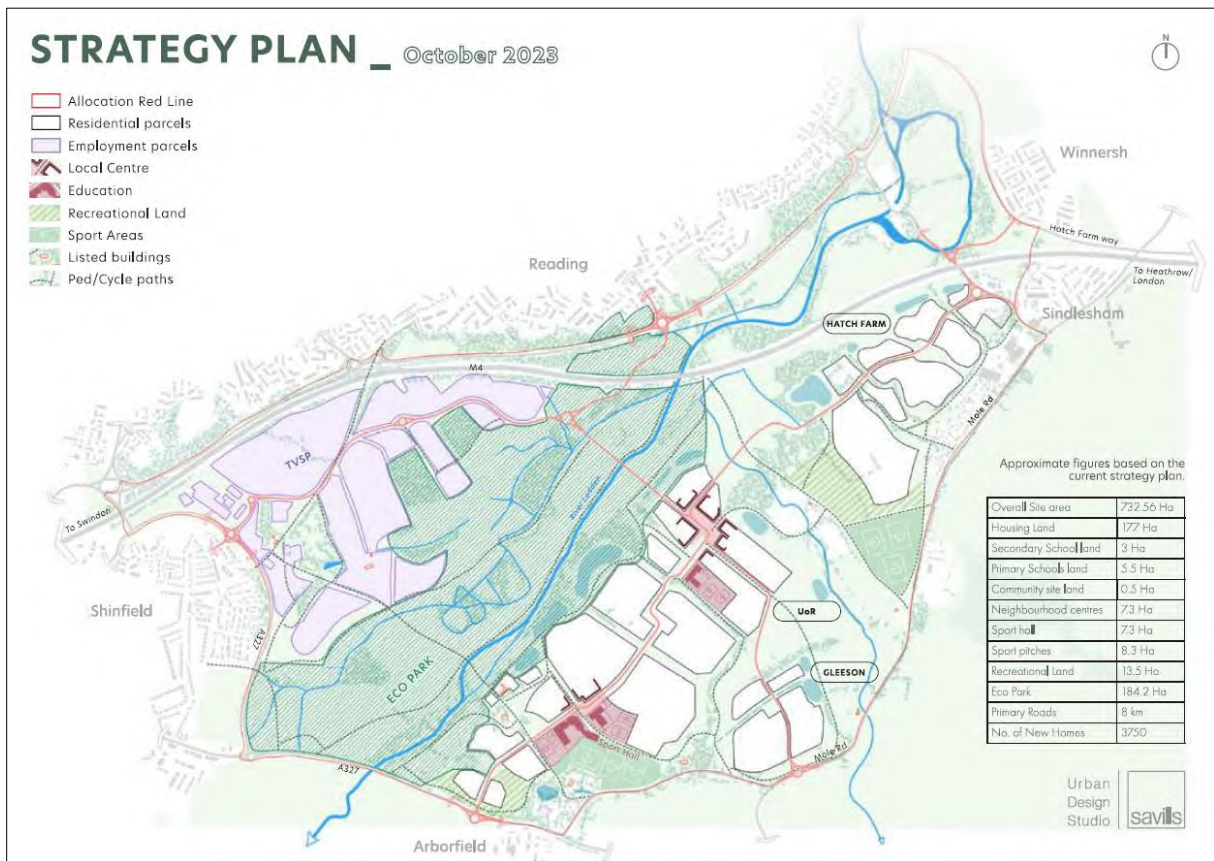 STRATEGY PLAN _ October 2023
N
Allocation Red Line
Residential parcels
Employment parcels
Local Centre
Education
Recreational Land
Sport Areas
Listed buildings
Ped/Cycle paths
Winnersh
Hatch Farm way
To Heathrow/
London
Reading
Sindlesham
HATCH FARM
M4
Mole Rd
TVSP
River Loddon
To Swindon
Shinfield
A327
UoR
GLEESON
ECO PARK
Sport Hall
Mole Rd
A327
Arborfield
Approximate figures based on the
current strategy plan.
Overall Site area 732.56 Ha
Housing Land 177 Ha
Secondary School land 3 Ha
Primary Schools land 5.5 Ha
Community site land 0.5 Ha
Neighbourhood centres 7.3 Ha
Sport hall 7.3 Ha
Sport pitches 8.3 Ha
Recreational Land 13.5 Ha
Eco Park 184.2 Ha
Primary Roads 8 km
No. of New Homes 3750
Urban
Design
Studio
savills